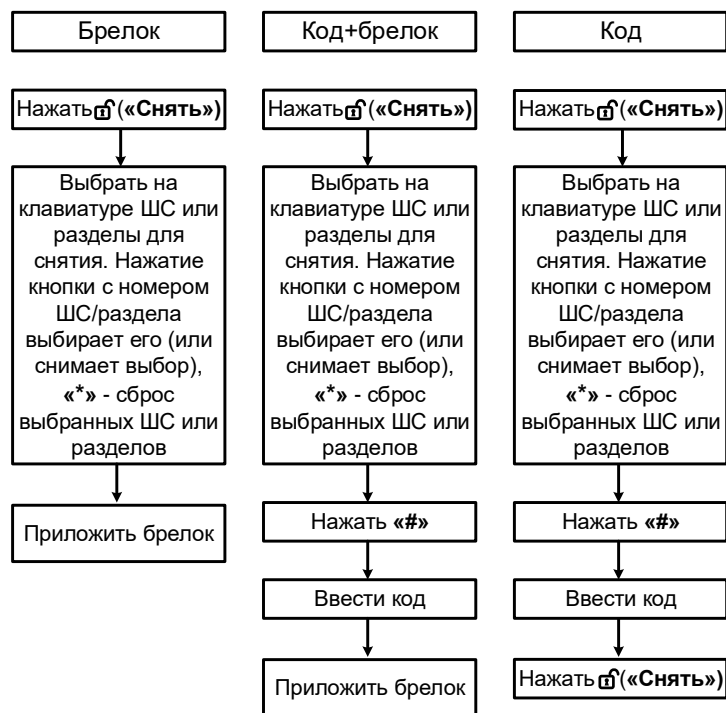 Брелок
Нажать («Снять»)
Выбрать на
клавиатуре ШС или
разделы для
снятия. Нажатие
кнопки с номером
ШС/раздела
выбирает его (или
снимает выбор),
«*» - сброс
выбранных ШС или
разделов
Приложить брелок
Код+брелок
Нажать («Снять»)
Выбрать на
клавиатуре ШС или
разделы для
снятия. Нажатие
кнопки с номером
ШС/раздела
выбирает его (или
снимает выбор),
«*» - сброс
выбранных ШС или
разделов
Нажать «#»
Ввести код
Приложить брелок
Код
Нажать («Снять»)
Выбрать на
клавиатуре ШС или
разделы для
снятия. Нажатие
кнопки с номером
ШС/раздела
выбирает его (или
снимает выбор),
«*» - сброс
выбранных ШС или
разделов
Нажать «#»
Ввести код
Нажать («Снять»)